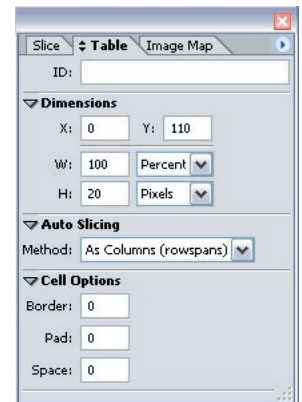 Slice Table Image Map
ID:
Dimensions
X: 0 Y: 110
W: 100 Percent
H: 20 Pixels
Auto Slicing
Method: As Columns (rowspans)
Cell Options
Border: 0
Pad: 0
Space: 0